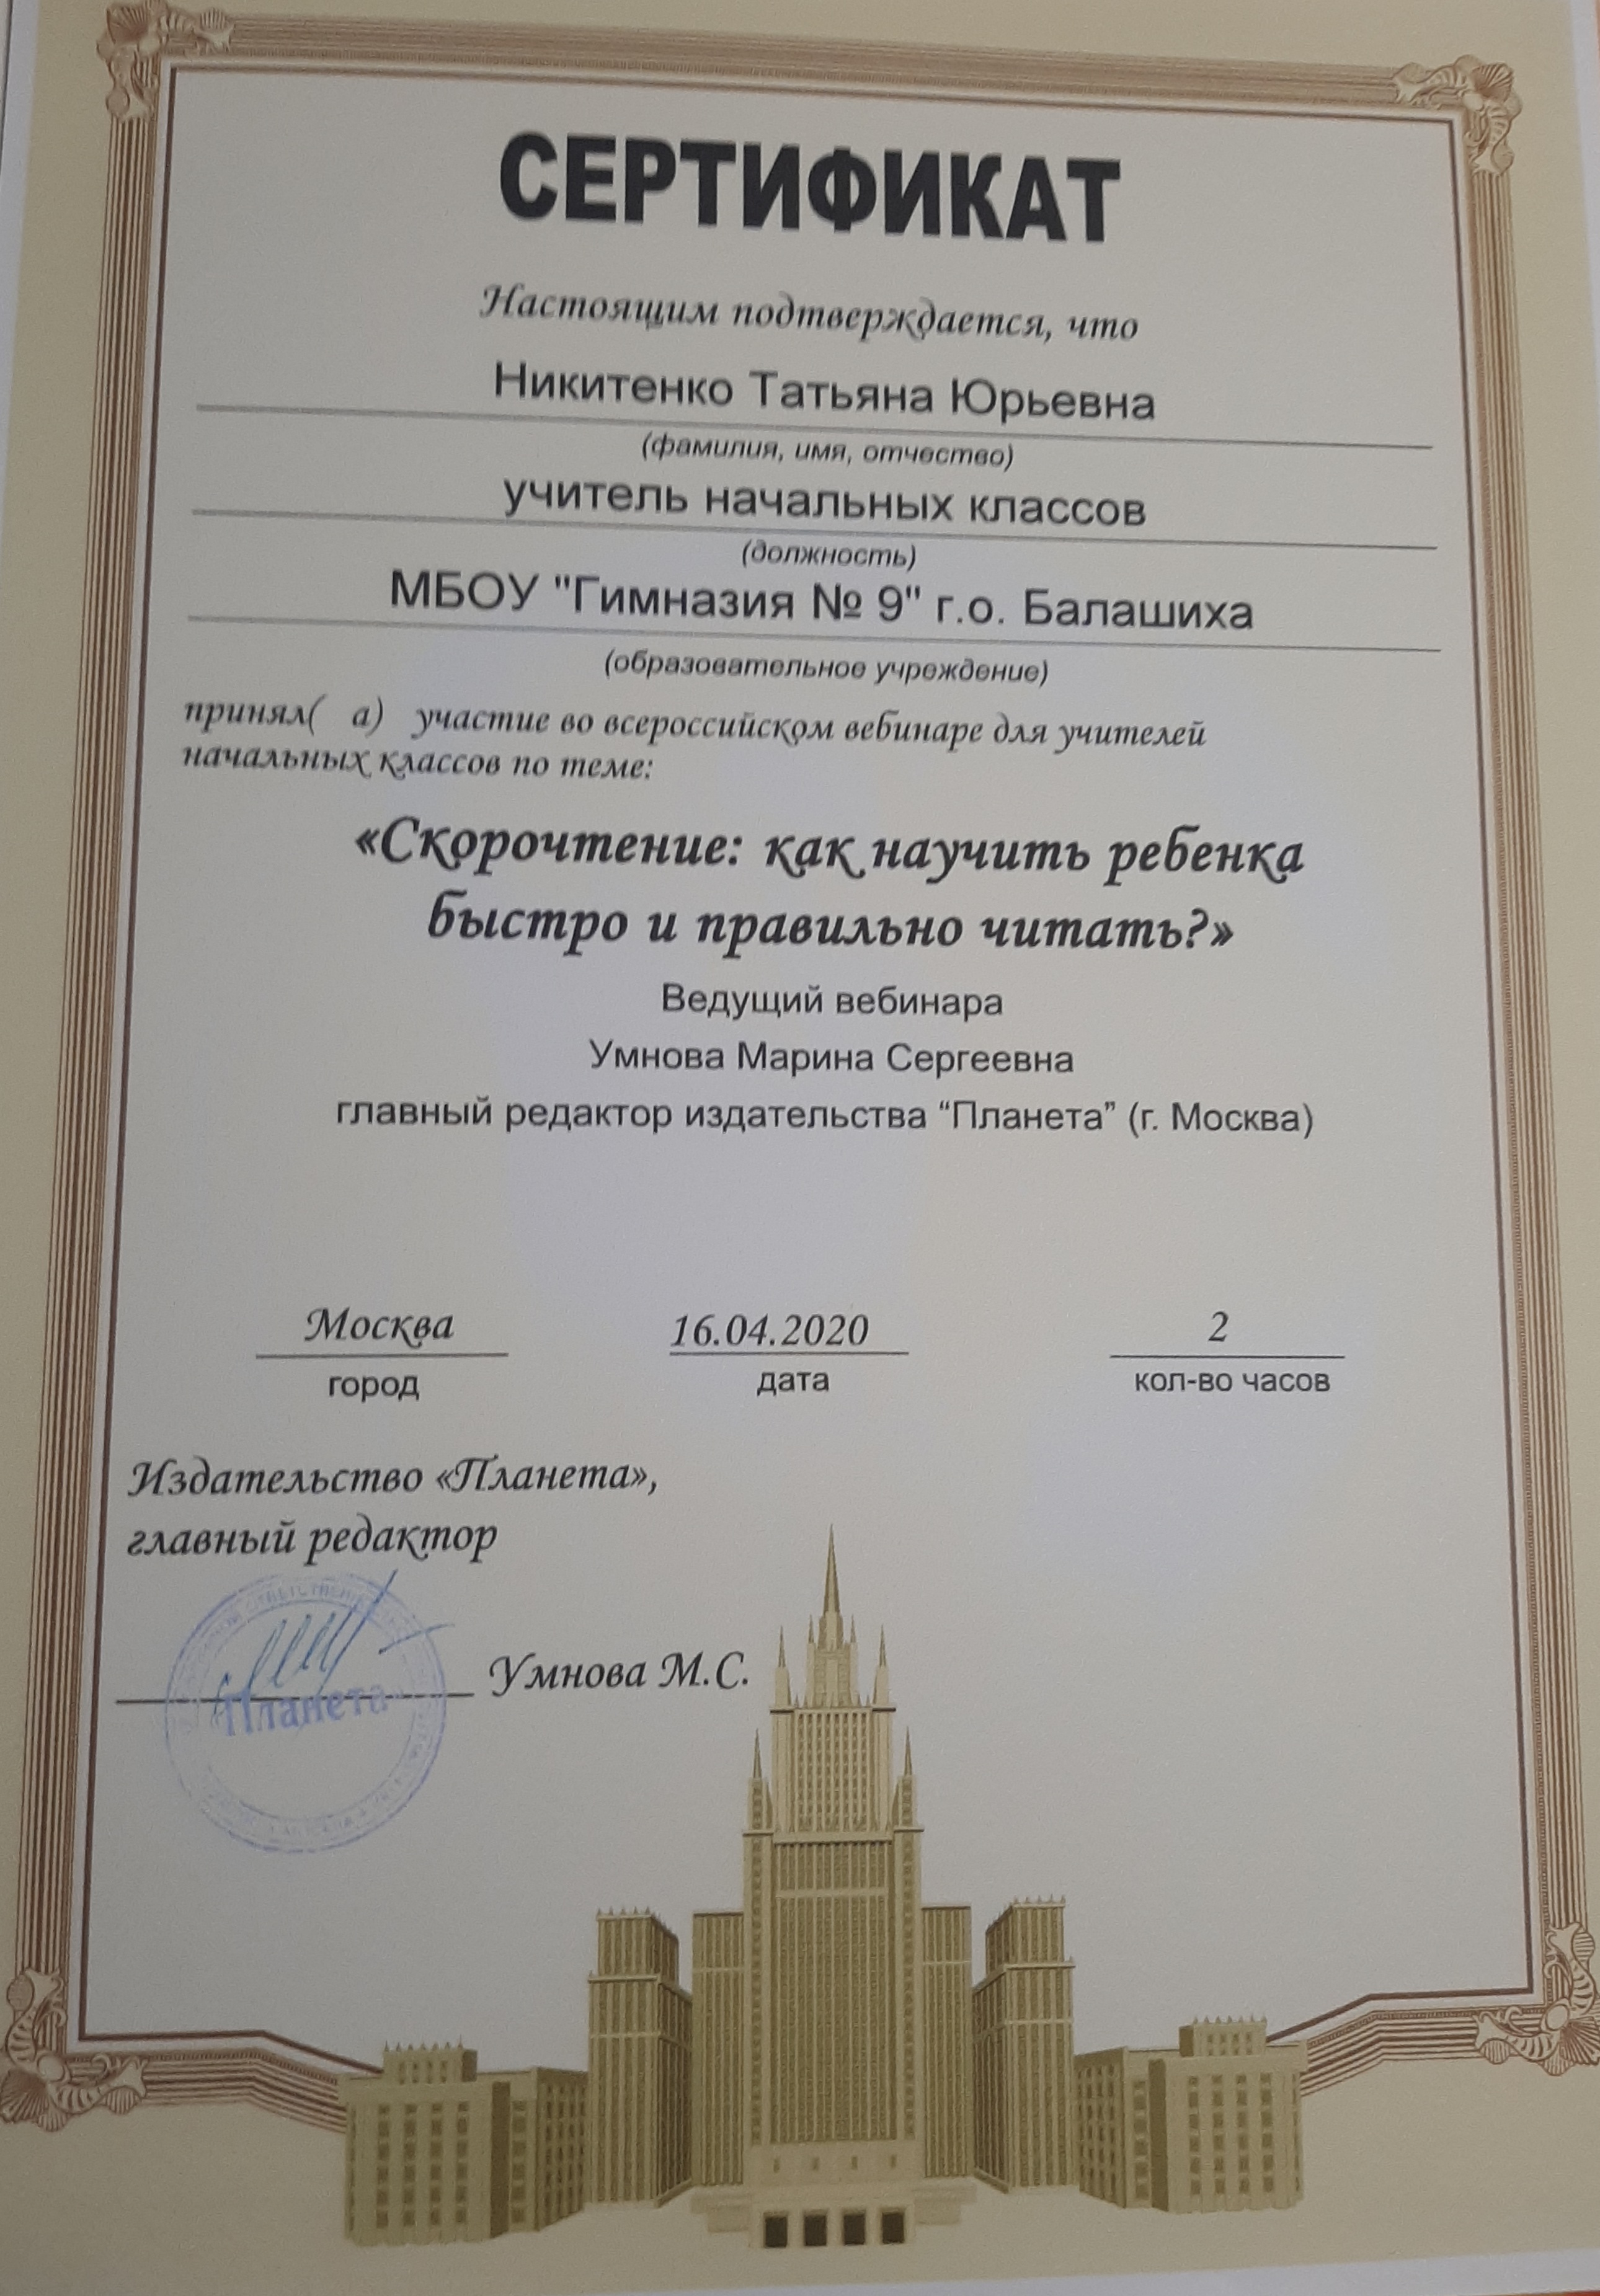 СЕРТИФИКАТ
Настоящим подтверждается, что
Никитенко Татьяна Юрьевна
(фамилия, имя, отчество)
учитель начальных классов
(должность)
МБОУ "Гимназия № 9" г.о. Балашиха
(образовательное учреждение)
принял( а) участие во всероссийском вебинаре для учителей
начальных классов по теме:
«Скорочтение: как научить ребенка
быстро и правильно читать?»
Ведущий вебинара
Умнова Марина Сергеевна
главный редактор издательства “Планета” (г. Москва)
Москва 16.04.2020 2
город дата кол-во часов
Издательство «Планета»,
главный редактор
Умнова М.С.
Планета